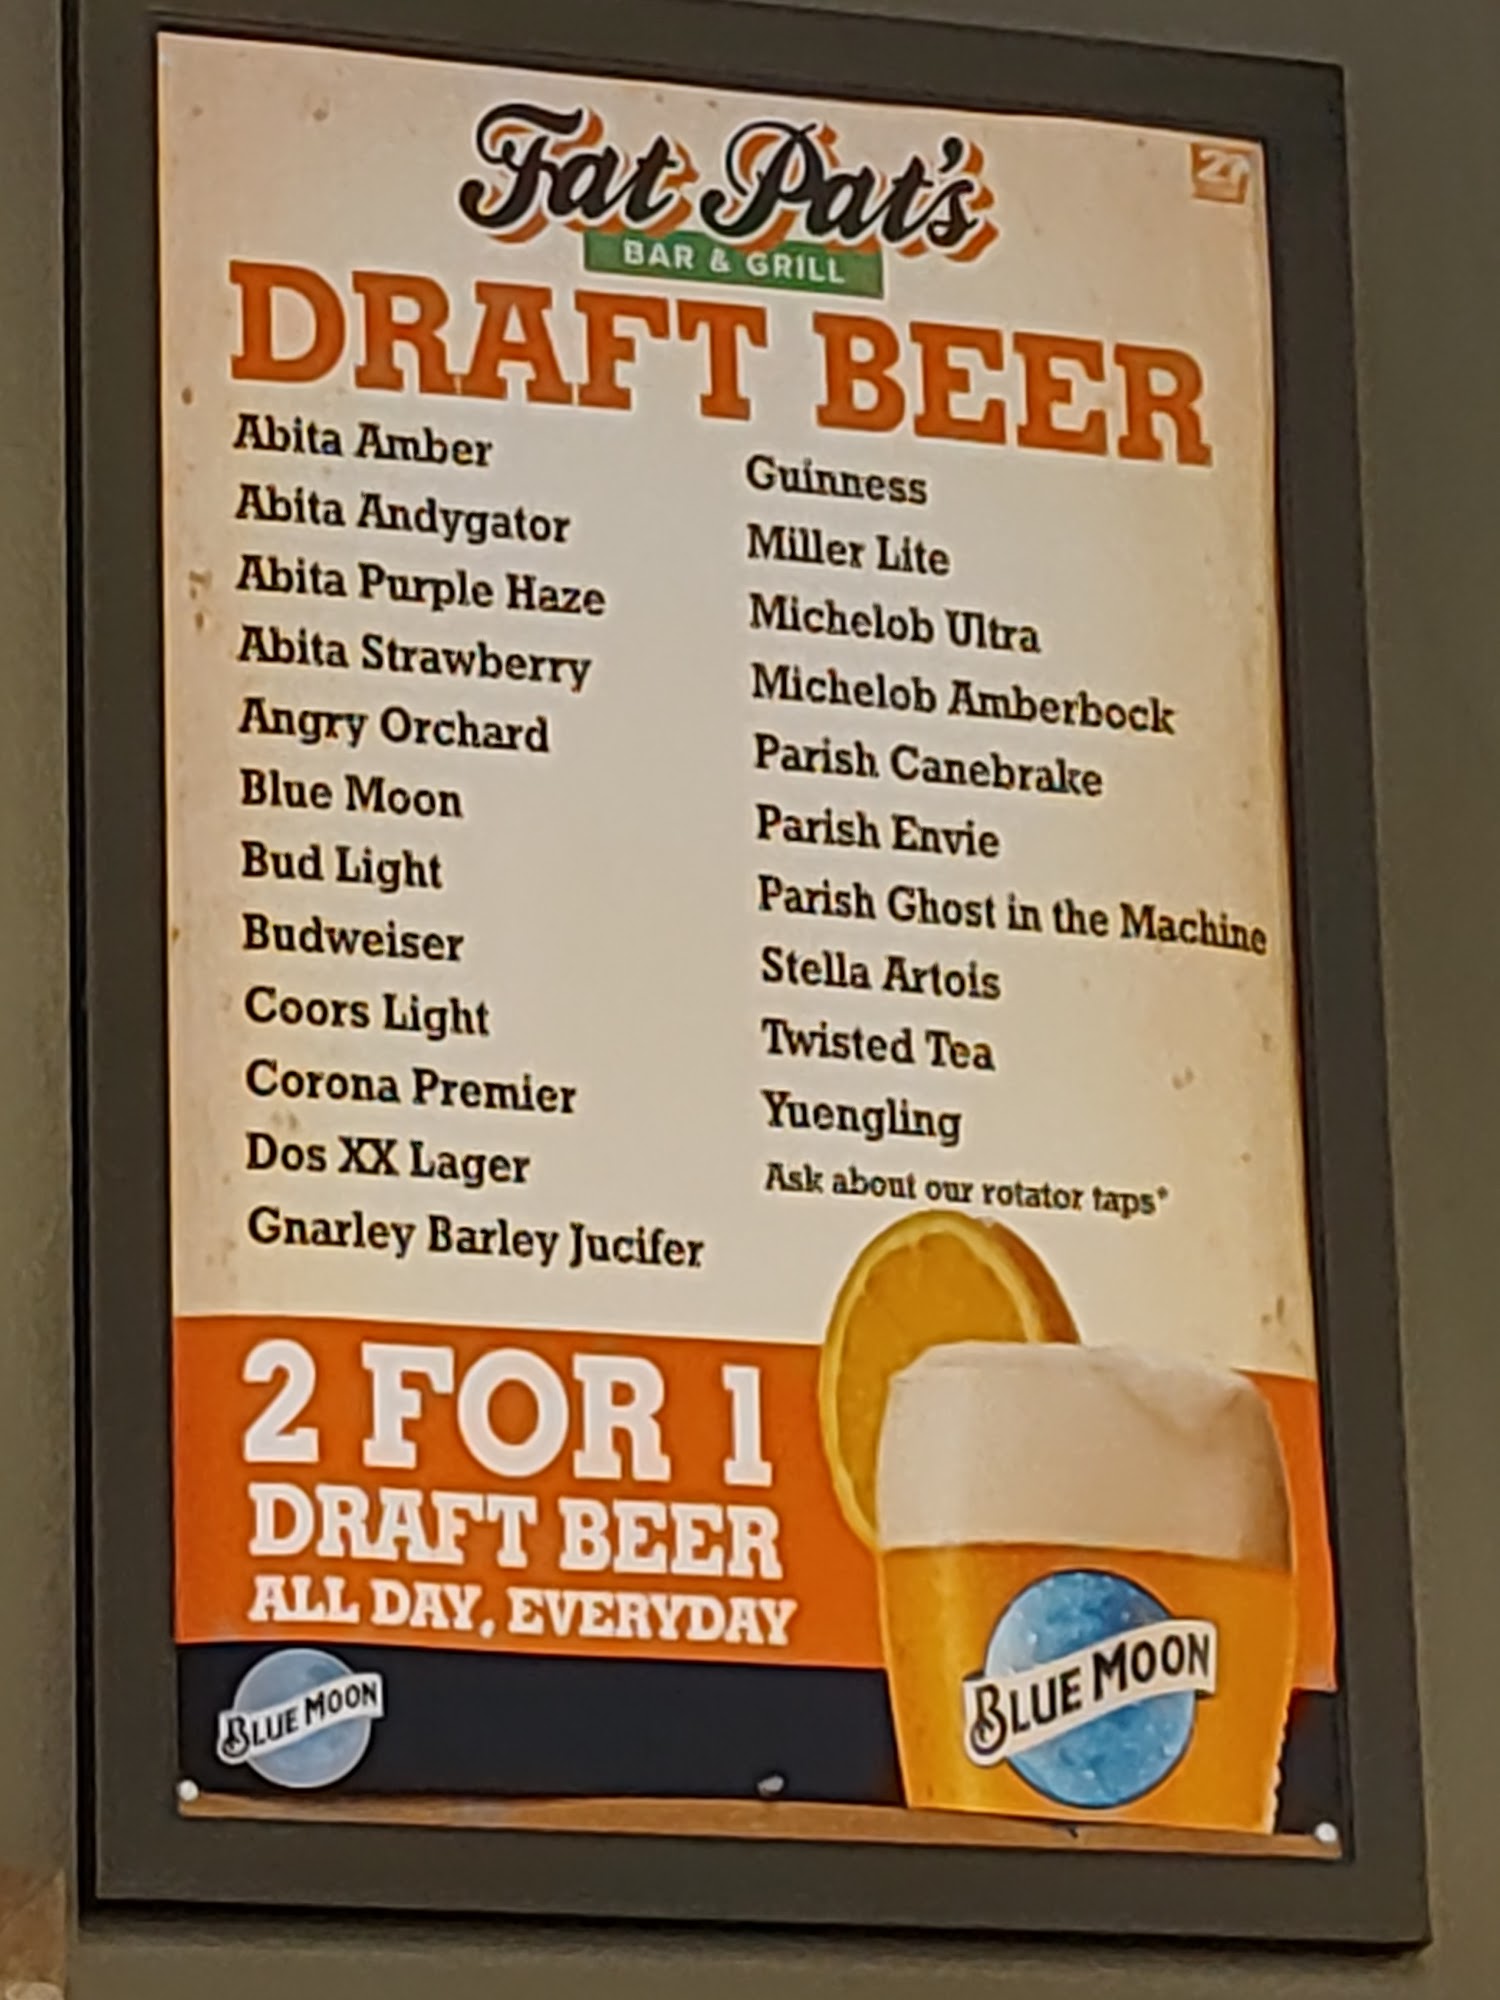 Fat Pat's
BAR & GRILL
DRAFT BEER
Abita Amber
Abita Andygator
Abita Purple Haze
Abita Strawberry
Angry Orchard
Blue Moon
Bud Light
Budweiser
Coors Light
Corona Premier
Dos XX Lager
Gnarley Barley Jucifer
Guinness
Miller Lite
Michelob Ultra
Michelob Amberbock
Parish Canebrake
Parish Envie
Parish Ghost in the Machine
Stella Artois
Twisted Tea
Yuengling
Ask about our rotator taps*
2 FOR 1
DRAFT BEER
ALL DAY, EVERYDAY
BLUE MOON
BLUE MOON